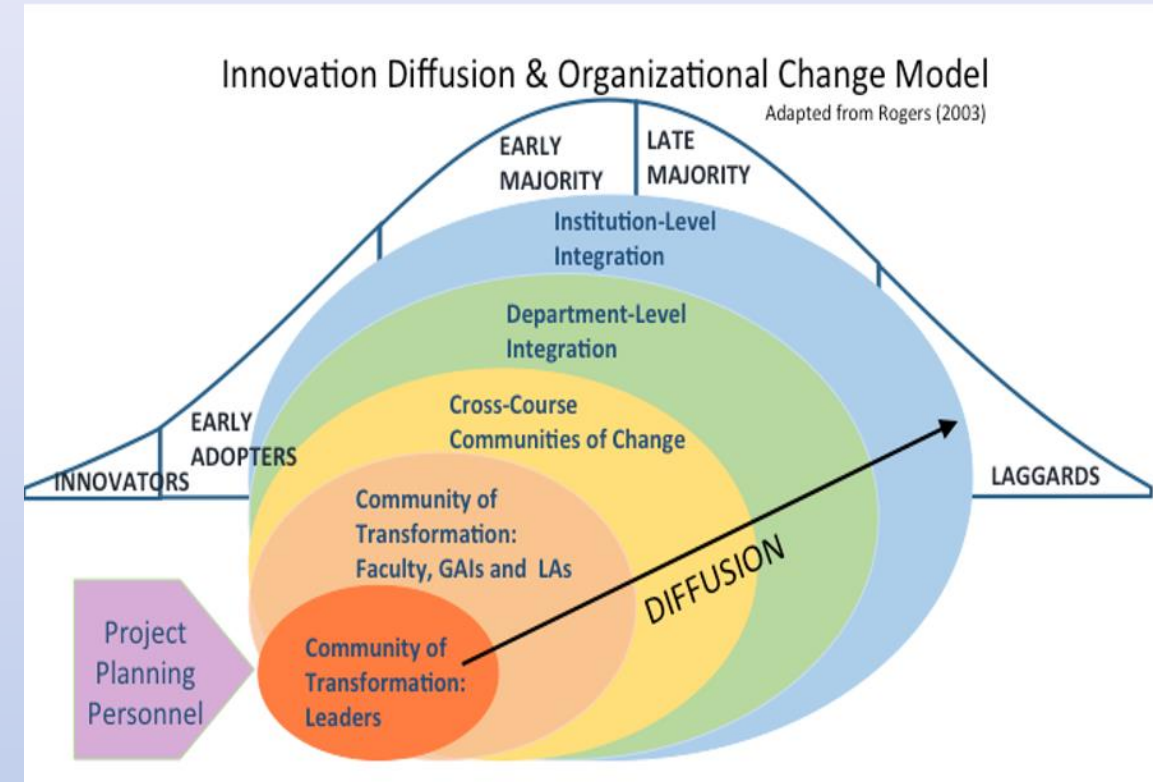 Innovation Diffusion & Organizational Change Model
Adapted from Rogers (2003)
EARLY
MAJORITY
LATE
MAJORITY
Institution-Level
Integration
Department-Level
Integration
Cross-Course
Communities of Change
EARLY
ADOPTERS
INNOVATORS
LAGGARDS
Community of
Transformation:
Faculty, GAIs and LAs
DIFFUSION
Community of
Transformation:
Leaders
Project
Planning
Personnel